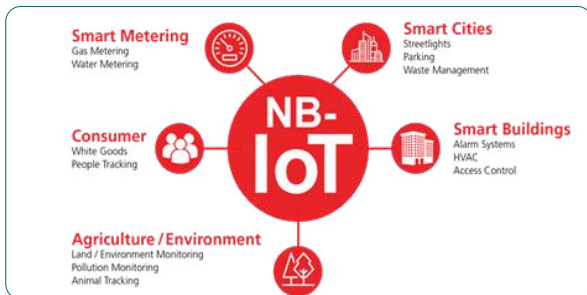 Smart Metering
Gas Metering
Water Metering
Smart Cities
Streetlights
Parking
Waste Management
NB-
IoT
Consumer
White Goods
People Tracking
Smart Buildings
Alarm Systems
HVAC
Access Control
Agriculture / Environment
Land / Environment Monitoring
Pollution Monitoring
Animal Tracking